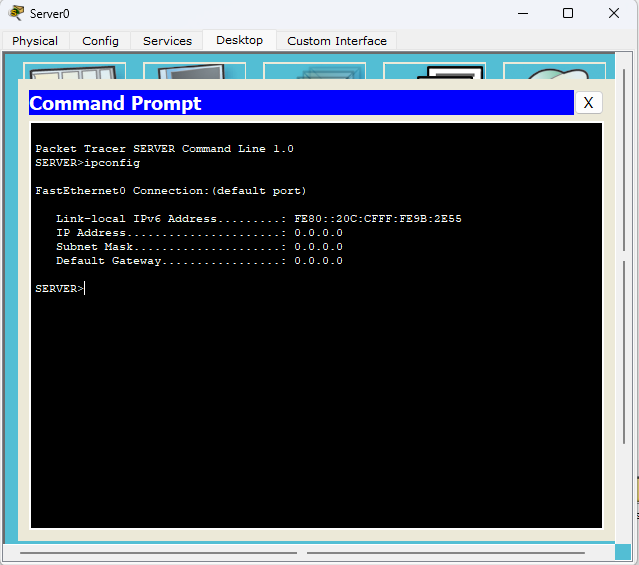 Server0
Physical Config Services Desktop Custom Interface
Command Prompt
X
Packet Tracer SERVER Command Line 1.0
SERVER>ipconfig
FastEthernet0 Connection:(default port)
Link-local IPv6 Address.........: FE80::20C:CFFF:FE9B:2E55
IP Address......................: 0.0.0.0
Subnet Mask.....................: 0.0.0.0
Default Gateway.................: 0.0.0.0
SERVER>